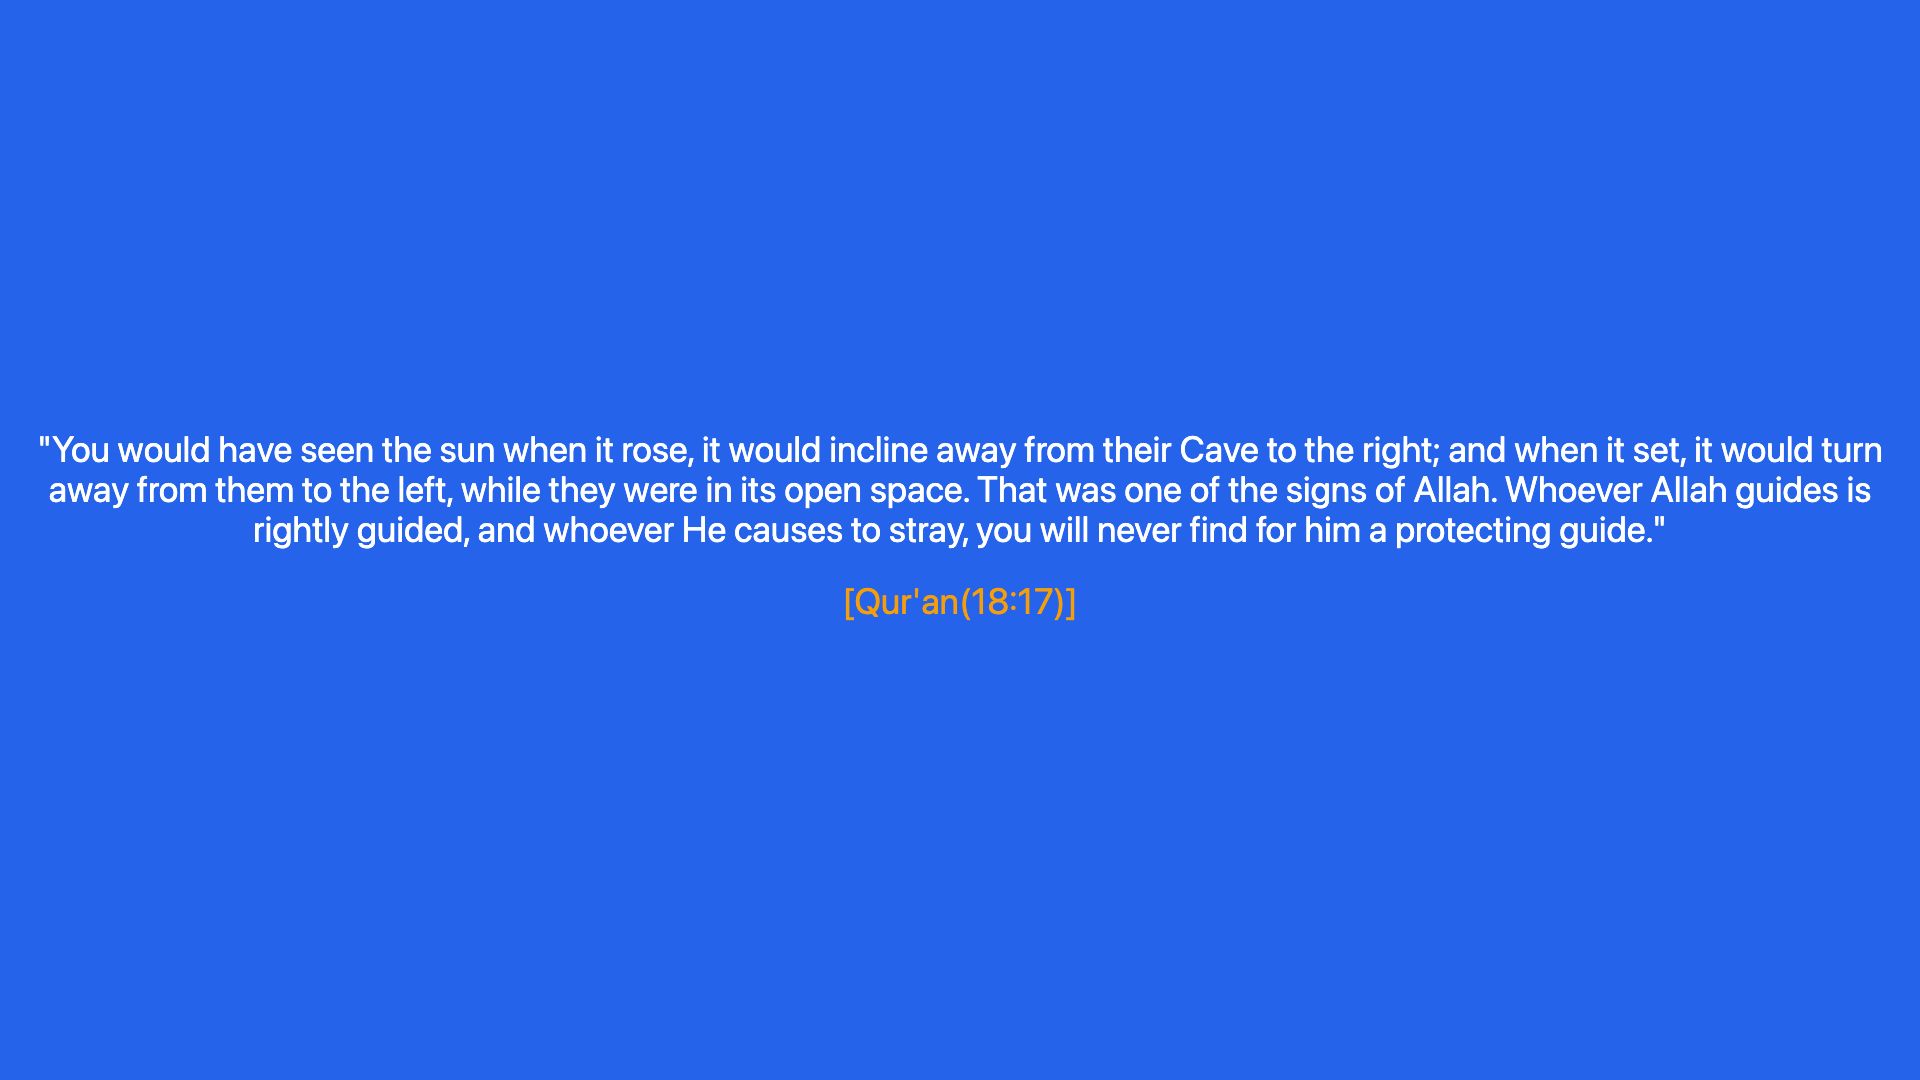 "You would have seen the sun when it rose, it would incline away from their Cave to the right; and when it set, it would turn
away from them to the left, while they were in its open space. That was one of the signs of Allah. Whoever Allah guides is
rightly guided, and whoever He causes to stray, you will never find for him a protecting guide."
[Qur'an(18:17)]